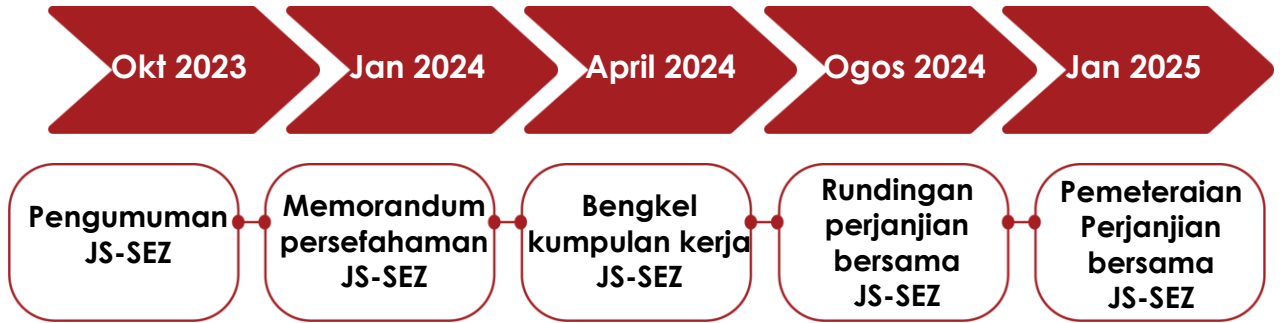 Okt 2023
Jan 2024
April 2024
Ogos 2024
Jan 2025
Pengumuman
JS-SEZ
Memorandum
persefahaman
JS-SEZ
Bengkel
kumpulan kerja
JS-SEZ
Rundingan
perjanjian
bersama
JS-SEZ
Pemeteraian
Perjanjian
bersama
JS-SEZ